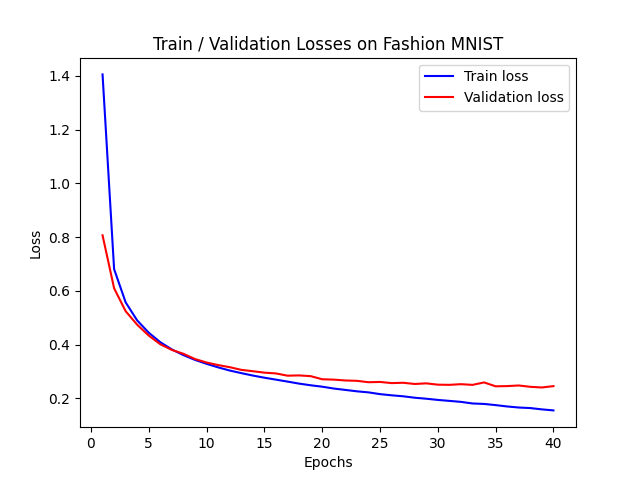 Train / Validation Losses on Fashion MNIST
Train loss
Validation loss
Loss
1.4
1.2
1.0
0.8
0.6
0.4
0.2
0 5 10 15 20 25 30 35 40
Epochs